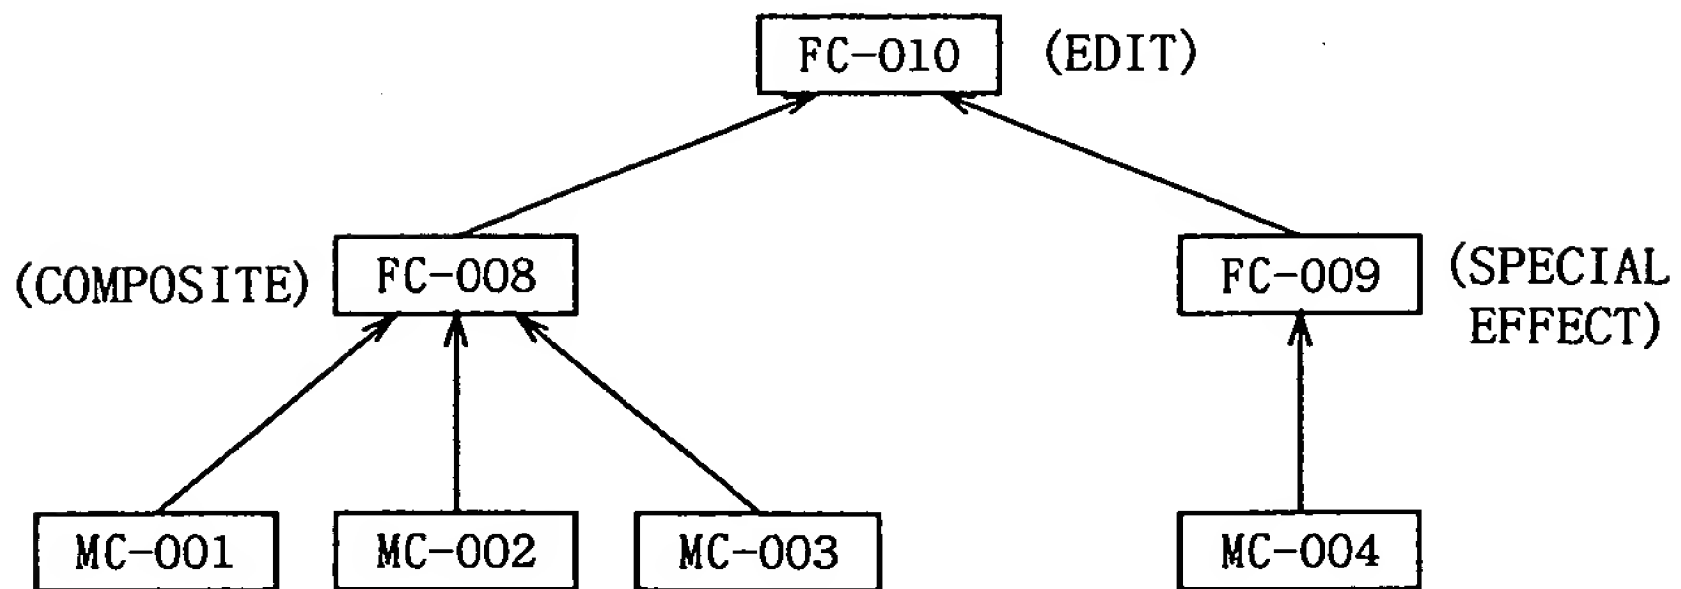 FC-010 (EDIT)
(COMPOSITE) FC-008 FC-009 (SPECIAL
EFFECT)
MC-001 MC-002 MC-003 MC-004